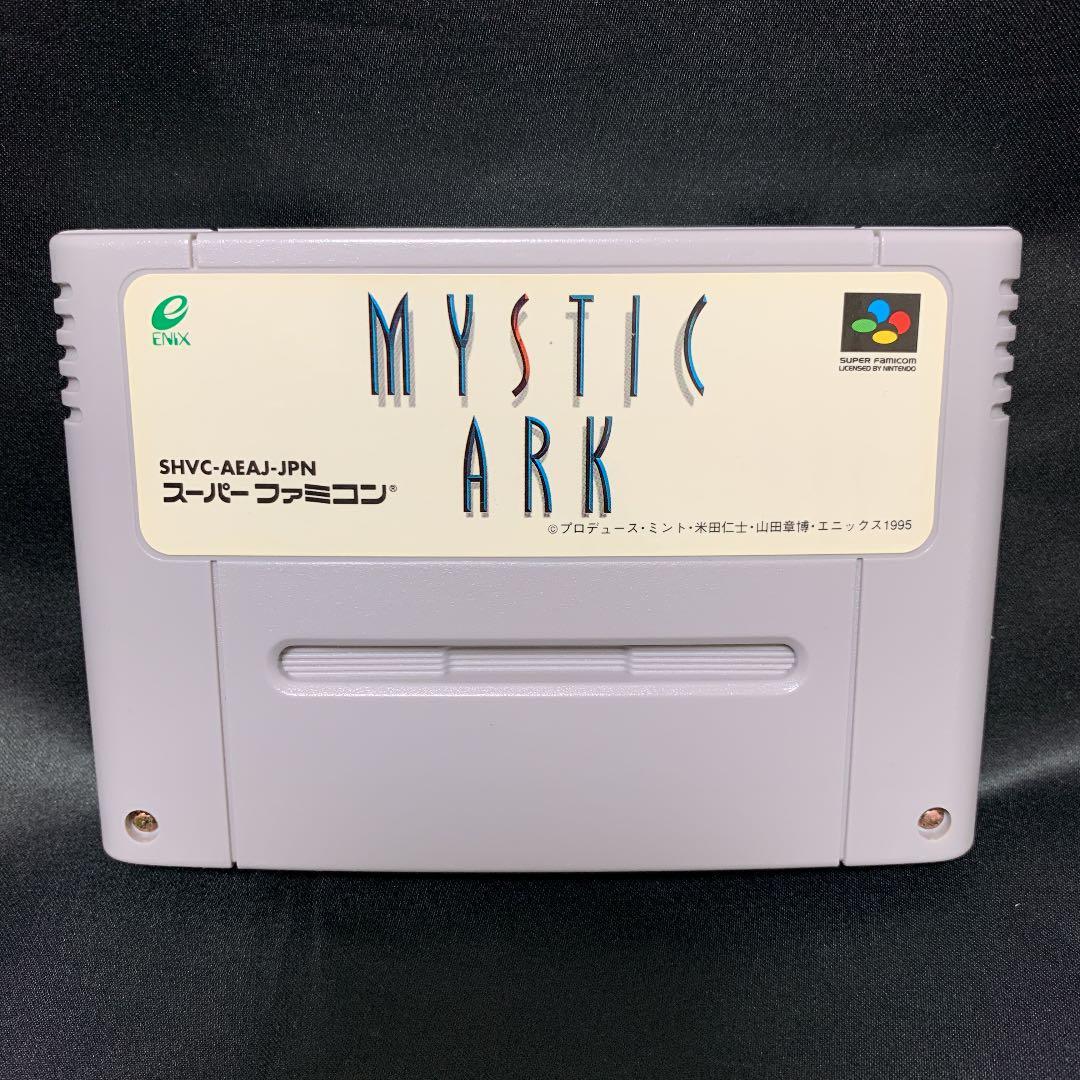 e
ENIX
MYSTIC
ARK
SUPER FAMICOM
LICENSED BY NINTENDO
SHVC-AEAJ-JPN
スーパーファミコン®
©プロデュース・ミント・米田仁士・山田章博・エニックス1995